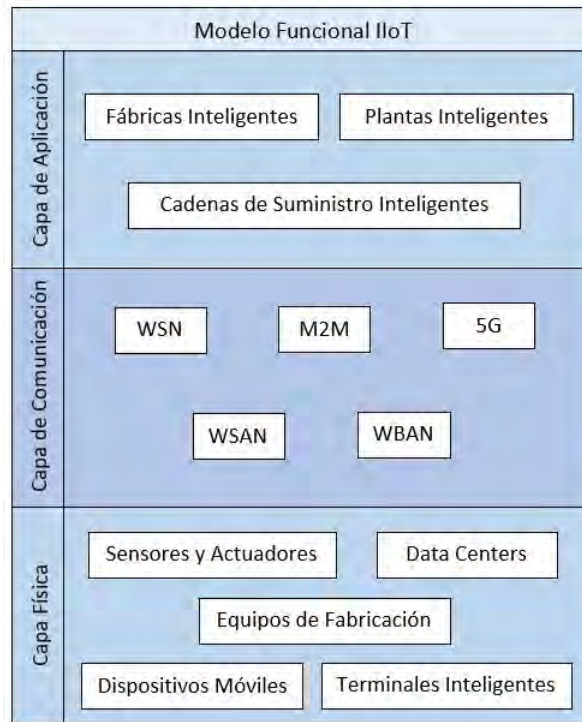 Modelo Funcional IIoT
Capa de Aplicación
Fábricas Inteligentes
Plantas Inteligentes
Cadenas de Suministro Inteligentes
Capa de Comunicación
WSN
M2M
5G
WSAN
WBAN
Capa Física
Sensores y Actuadores
Data Centers
Equipos de Fabricación
Dispositivos Móviles
Terminales Inteligentes